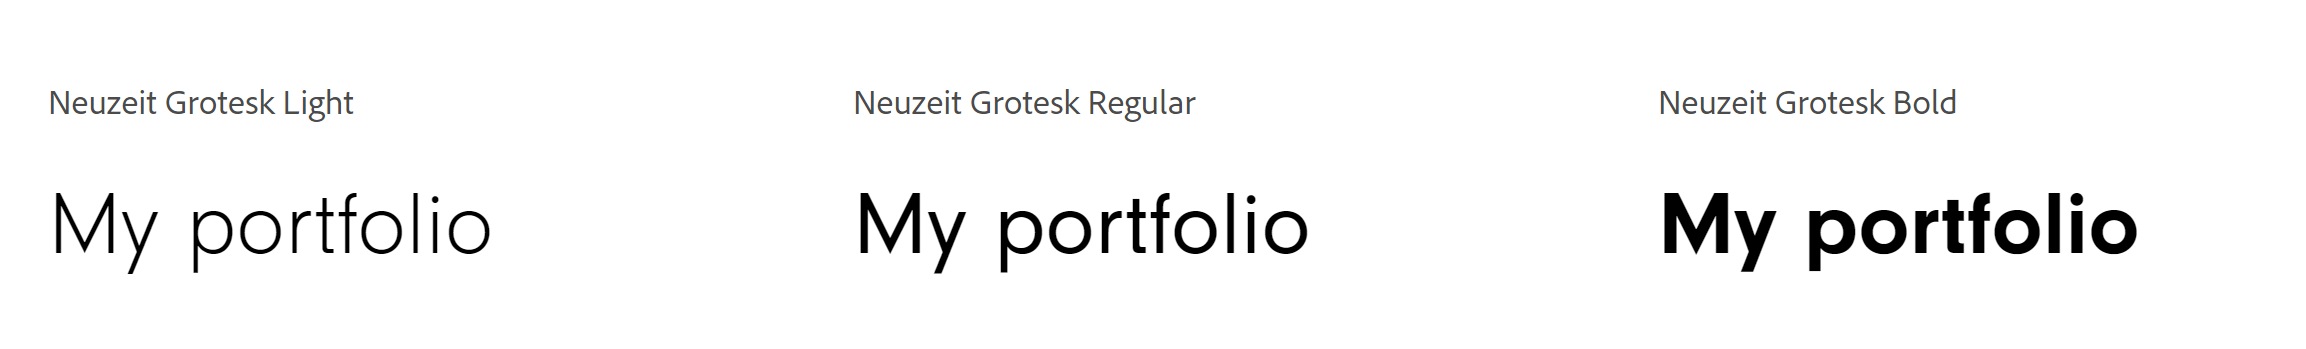 Neuzeit Grotesk Light
Neuzeit Grotesk Regular
Neuzeit Grotesk Bold
My portfolio
My portfolio
My portfolio